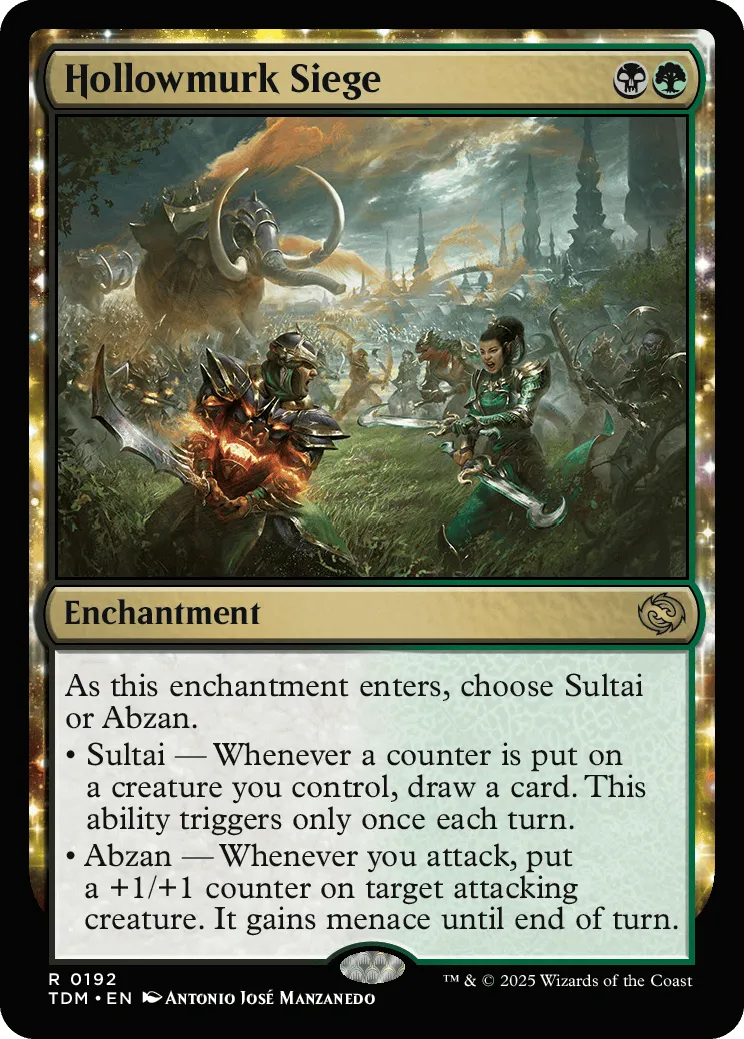 Hollowmurk Siege
Enchantment
As this enchantment enters, choose Sultai
or Abzan.
• Sultai — Whenever a counter is put on
a creature you control, draw a card. This
ability triggers only once each turn.
• Abzan — Whenever you attack, put
a +1/+1 counter on target attacking
creature. It gains menace until end of turn.
R 0192
TDM • EN Antonio José Manzanedo
™ & © 2025 Wizards of the Coast